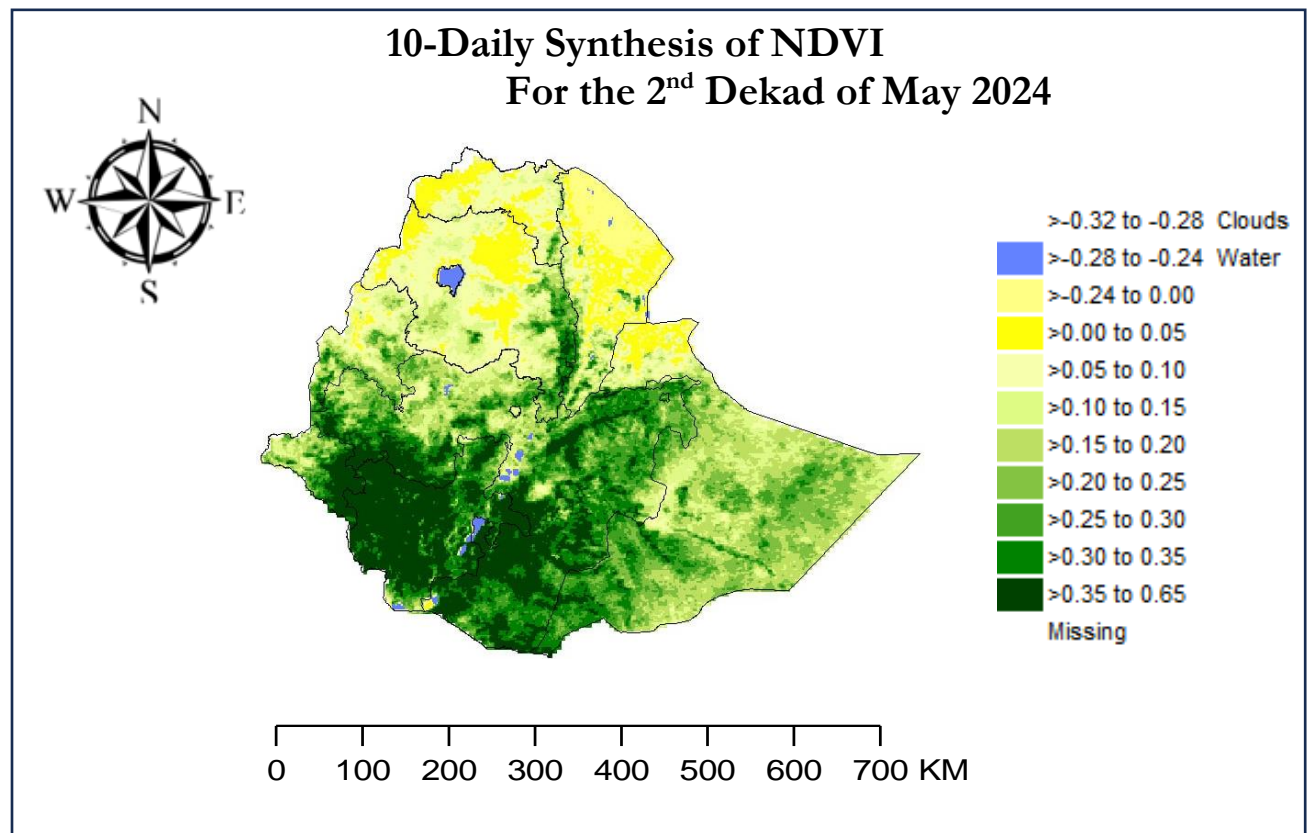 10-Daily Synthesis of NDVI
For the 2nd Dekad of May 2024
N
W E
S
>-0.32 to -0.28 Clouds
>-0.28 to -0.24 Water
>-0.24 to 0.00
>0.00 to 0.05
>0.05 to 0.10
>0.10 to 0.15
>0.15 to 0.20
>0.20 to 0.25
>0.25 to 0.30
>0.30 to 0.35
>0.35 to 0.65
Missing
0 100 200 300 400 500 600 700 KM